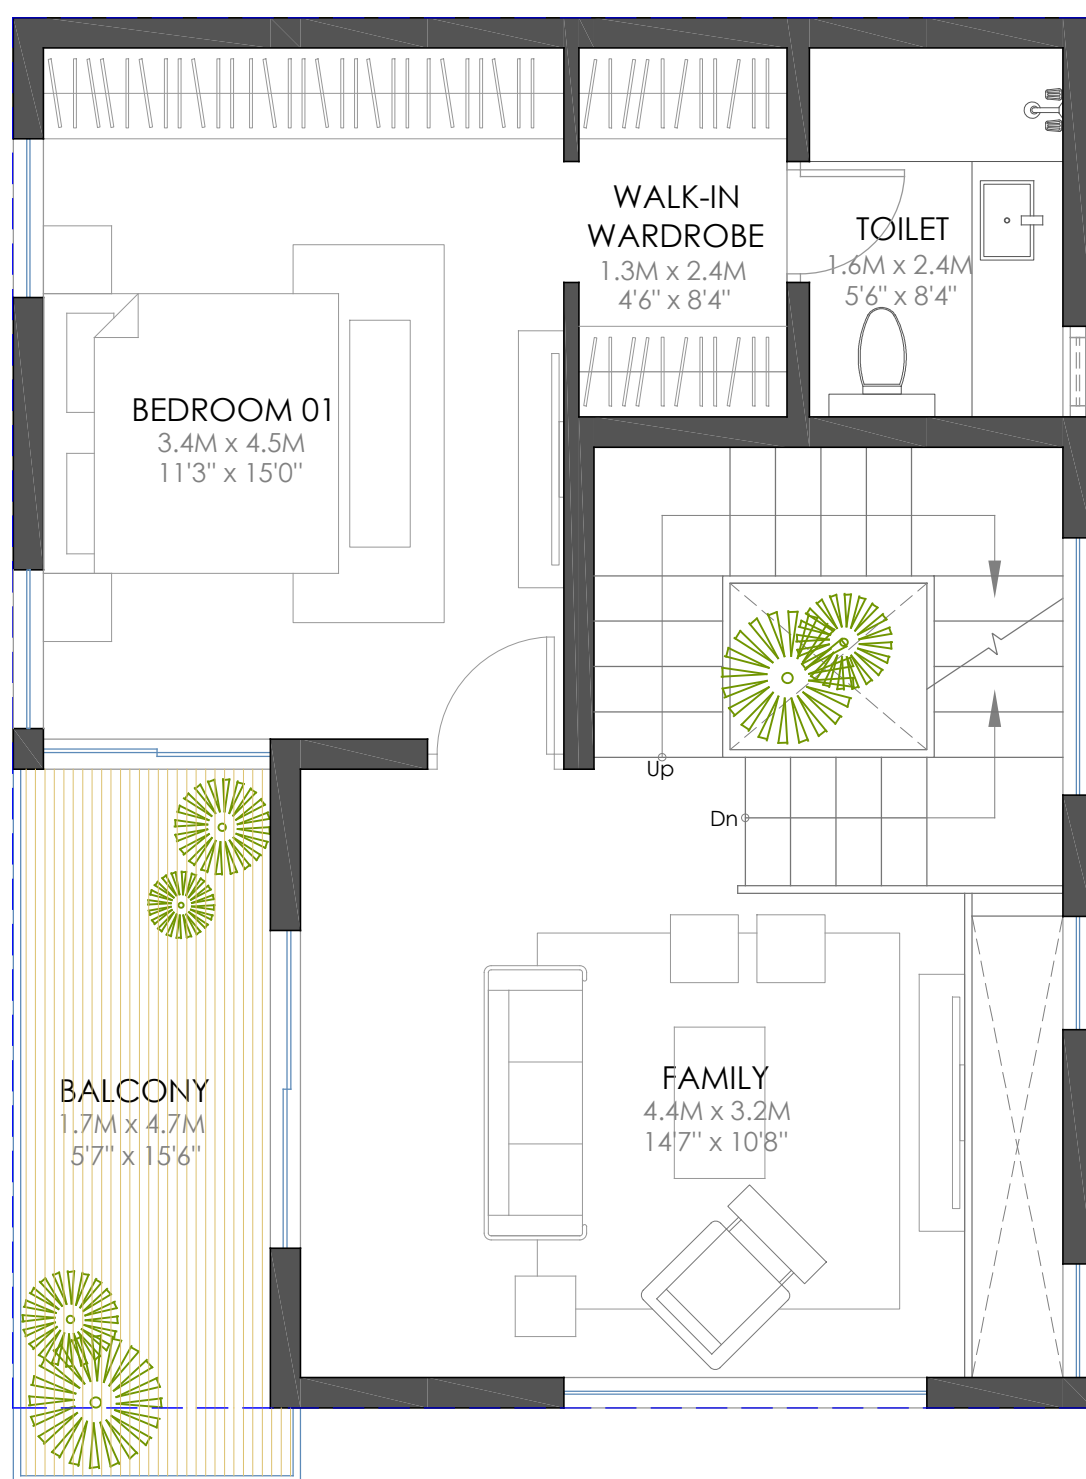 WALK-IN
WARDROBE
1.3M x 2.4M
4'6" x 8'4"
TOILET
1.6M x 2.4M
5'6" x 8'4"
BEDROOM 01
3.4M x 4.5M
11'3" x 15'0"
Up
Dn
BALCONY
1.7M x 4.7M
5'7" x 15'6"
FAMILY
4.4M x 3.2M
14'7" x 10'8"